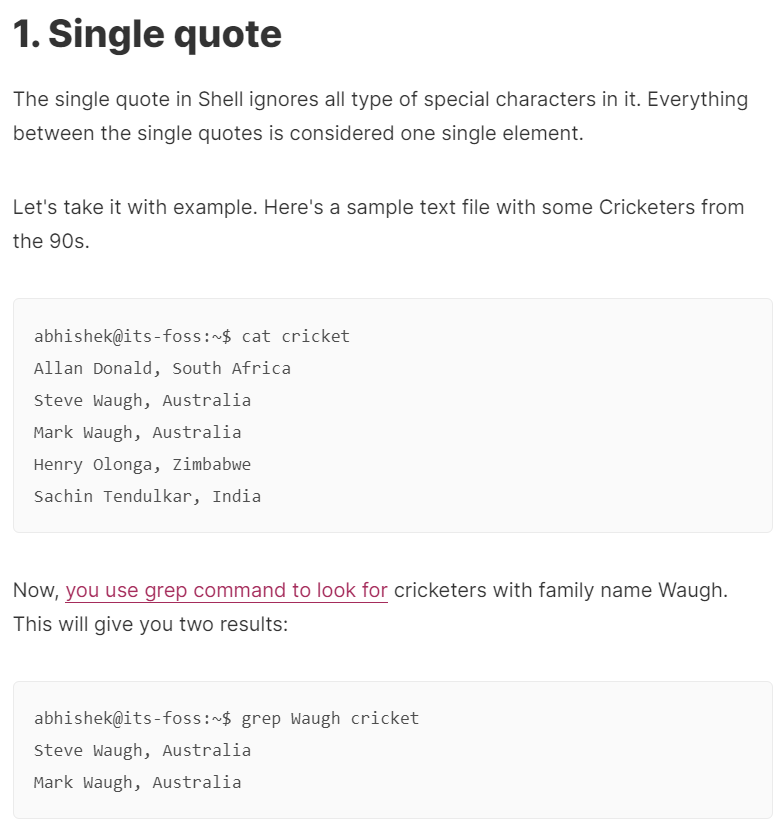 1. Single quote
The single quote in Shell ignores all type of special characters in it. Everything
between the single quotes is considered one single element.
Let's take it with example. Here's a sample text file with some Cricketers from
the 90s.
abhishek@its-foss:~$ cat cricket
Allan Donald, South Africa
Steve Waugh, Australia
Mark Waugh, Australia
Henry Olonga, Zimbabwe
Sachin Tendulkar, India
Now, you use grep command to look for cricketers with family name Waugh.
This will give you two results:
abhishek@its-foss:~$ grep Waugh cricket
Steve Waugh, Australia
Mark Waugh, Australia